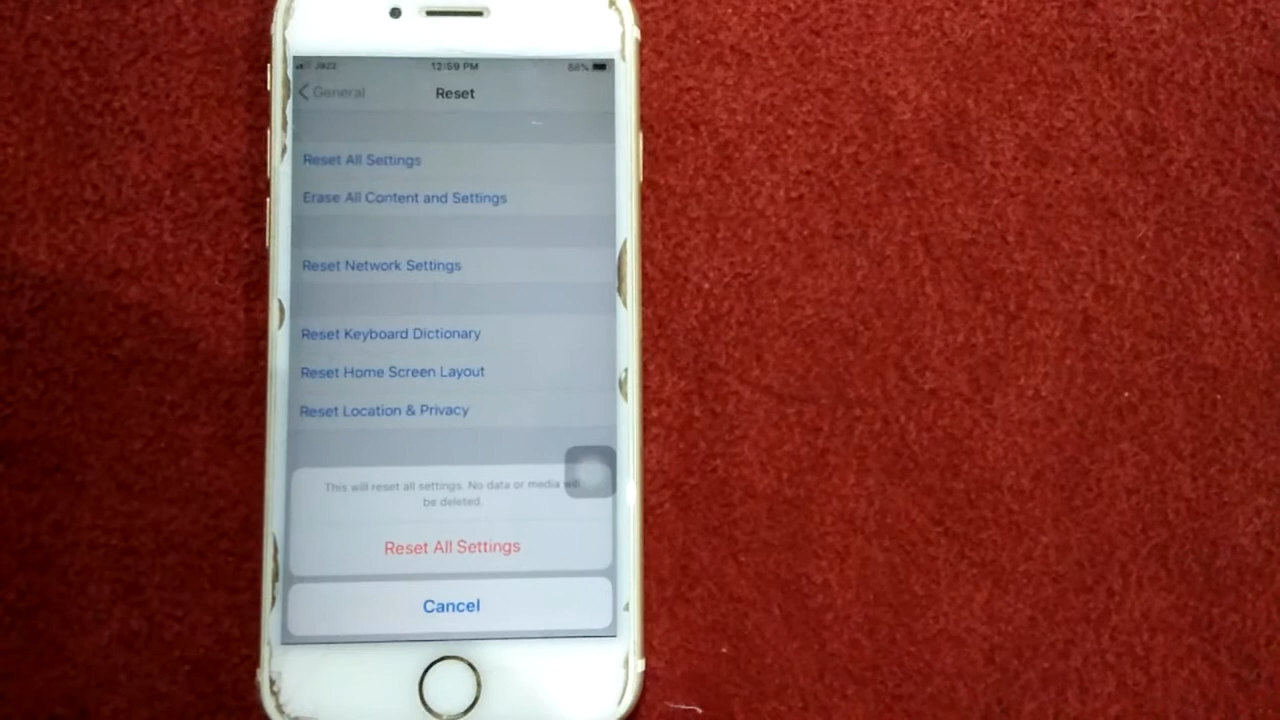 Jazz 12:59 PM 88%
General Reset
Reset All Settings
Erase All Content and Settings
Reset Network Settings
Reset Keyboard Dictionary
Reset Home Screen Layout
Reset Location & Privacy
This will reset all settings. No data or media will
be deleted.
Reset All Settings
Cancel